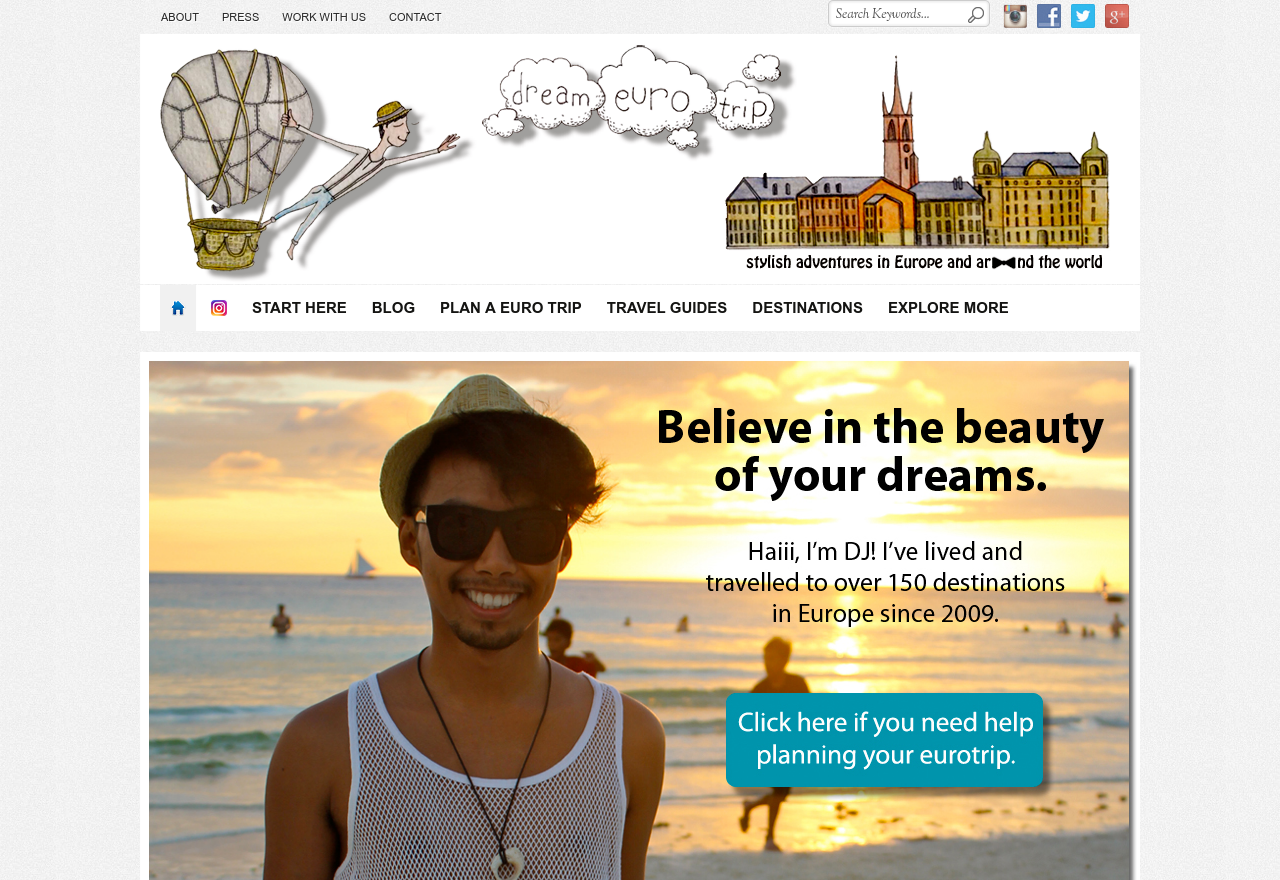 ABOUT PRESS WORK WITH US CONTACT
Search Keywords...
g+
dream euro trip
stylish adventures in Europe and ar nd the world
START HERE BLOG PLAN A EURO TRIP TRAVEL GUIDES DESTINATIONS EXPLORE MORE
Believe in the beauty
of your dreams.
Haiii, I'm DJ! I've lived and
travelled to over 150 destinations
in Europe since 2009.
Click here if you need help
planning your eurotrip.